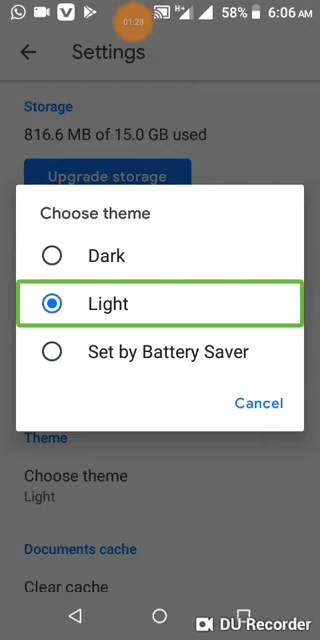 01:23
H+
58%
6:06 AM
Settings
Storage
816.6 MB of 15.0 GB used
Upgrade storage
Choose theme
Dark
Light
Set by Battery Saver
Cancel
Theme
Choose theme
Light
Documents cache
Clear cache
DU Recorder